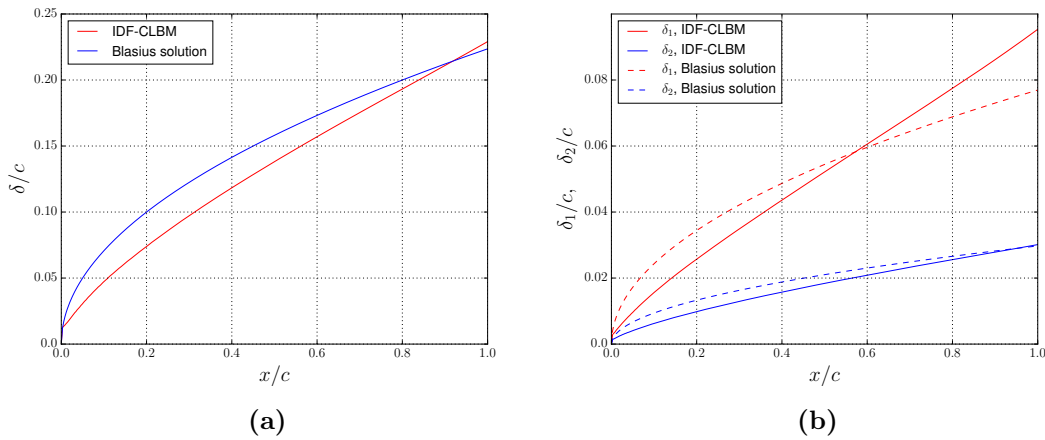 IDF-CLBM
Blasius solution
0.25
0.20
0.15
0.10
0.05
0.0
δ/c
0.0 0.2 0.4 0.6 0.8 1.0
x/c
(a)
δ₁, IDF-CLBM
δ₂, IDF-CLBM
δ₁, Blasius solution
δ₂, Blasius solution
0.08
0.06
0.04
0.02
0.0
δ₁/c, δ₂/c
0.0 0.2 0.4 0.6 0.8 1.0
x/c
(b)